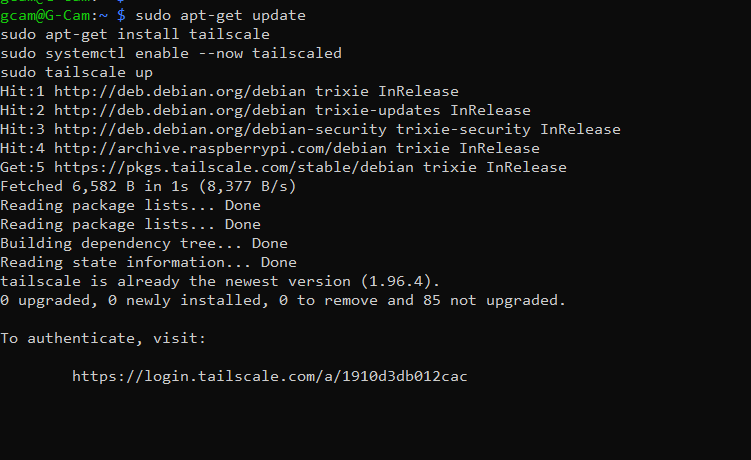 gcam@G-Cam:~ $ sudo apt-get update
sudo apt-get install tailscale
sudo systemctl enable --now tailscaled
sudo tailscale up
Hit:1 http://deb.debian.org/debian trixie InRelease
Hit:2 http://deb.debian.org/debian trixie-updates InRelease
Hit:3 http://deb.debian.org/debian-security trixie-security InRelease
Hit:4 http://archive.raspberrypi.com/debian trixie InRelease
Get:5 https://pkgs.tailscale.com/stable/debian trixie InRelease
Fetched 6,582 B in 1s (8,377 B/s)
Reading package lists... Done
Reading package lists... Done
Building dependency tree... Done
Reading state information... Done
tailscale is already the newest version (1.96.4).
0 upgraded, 0 newly installed, 0 to remove and 85 not upgraded.
To authenticate, visit:
https://login.tailscale.com/a/1910d3db012cac